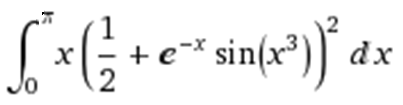 ∫₀^π x(1/2 + e^{-x} sin(x³))² dx